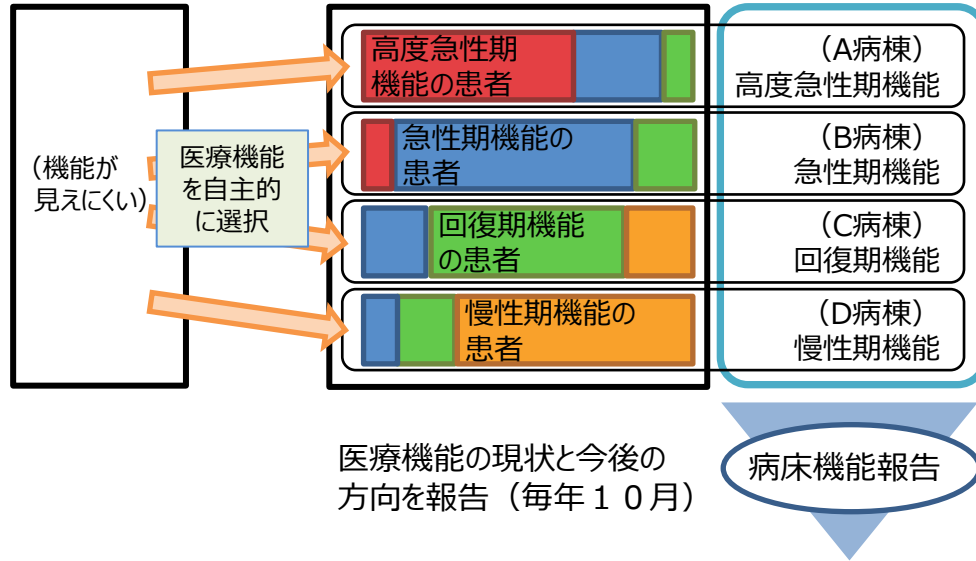 (機能が
見えにくい)
医療機能
を自主的
に選択
高度急性期
機能の患者
(A病棟)
高度急性期機能
急性期機能の
患者
(B病棟)
急性期機能
回復期機能
の患者
(C病棟)
回復期機能
慢性期機能の
患者
(D病棟)
慢性期機能
医療機能の現状と今後の
方向を報告(毎年10月)
病床機能報告